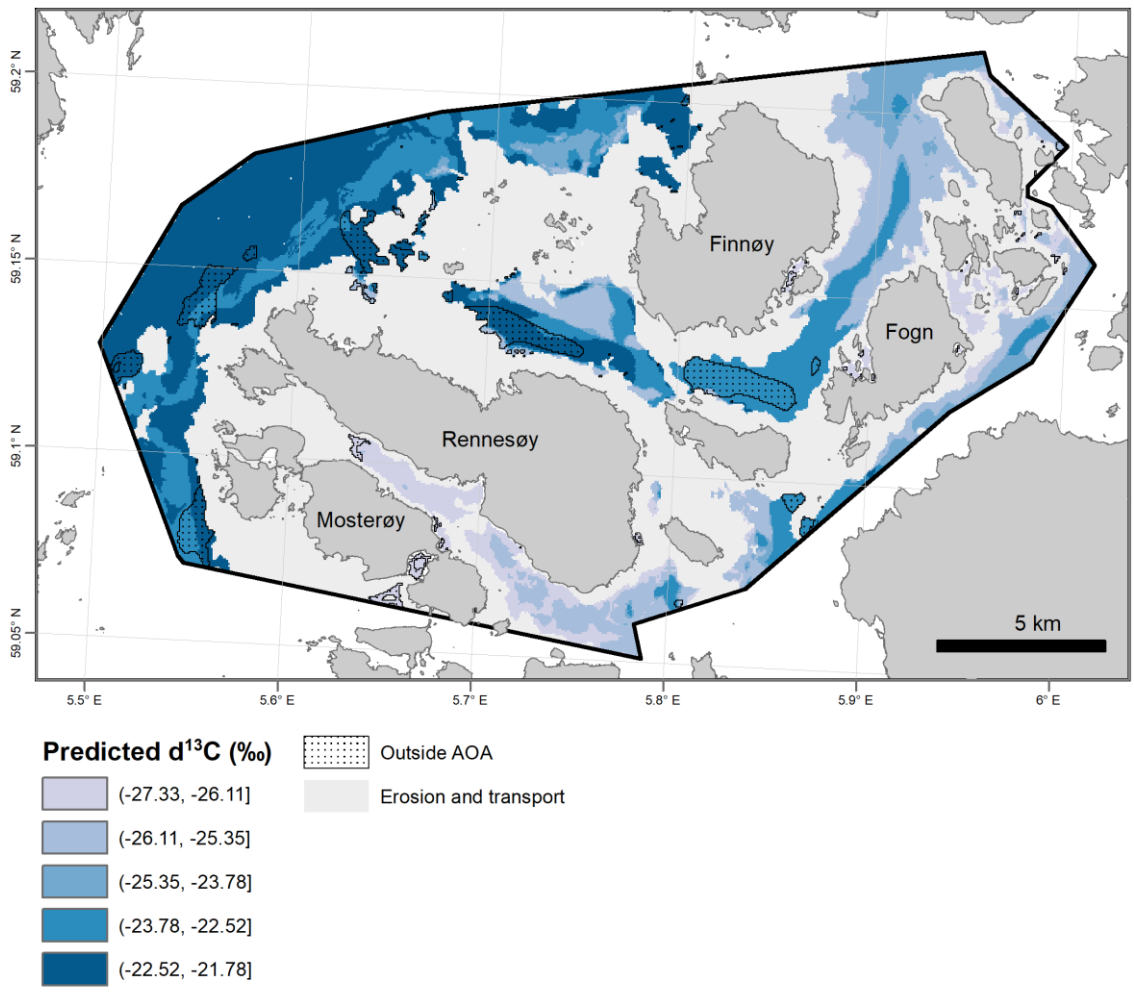 59.2° N
59.15° N
59.1° N
59.05° N
Finnøy
Fogn
Rennesøy
Mosterøy
5 km
5.5° E
5.6° E
5.7° E
5.8° E
5.9° E
6° E
Predicted d¹³C (‰)
(-27.33, -26.11]
(-26.11, -25.35]
(-25.35, -23.78]
(-23.78, -22.52]
(-22.52, -21.78]
Outside AOA
Erosion and transport